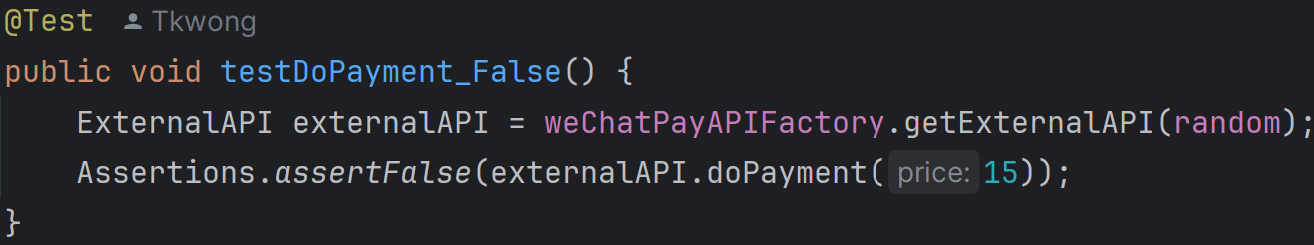 @Test Tkwong
public void testDoPayment_False() {
ExternalAPI externalAPI = weChatPayAPIFactory.getExternalAPI(random);
Assertions.assertFalse(externalAPI.doPayment( price: 15));
}